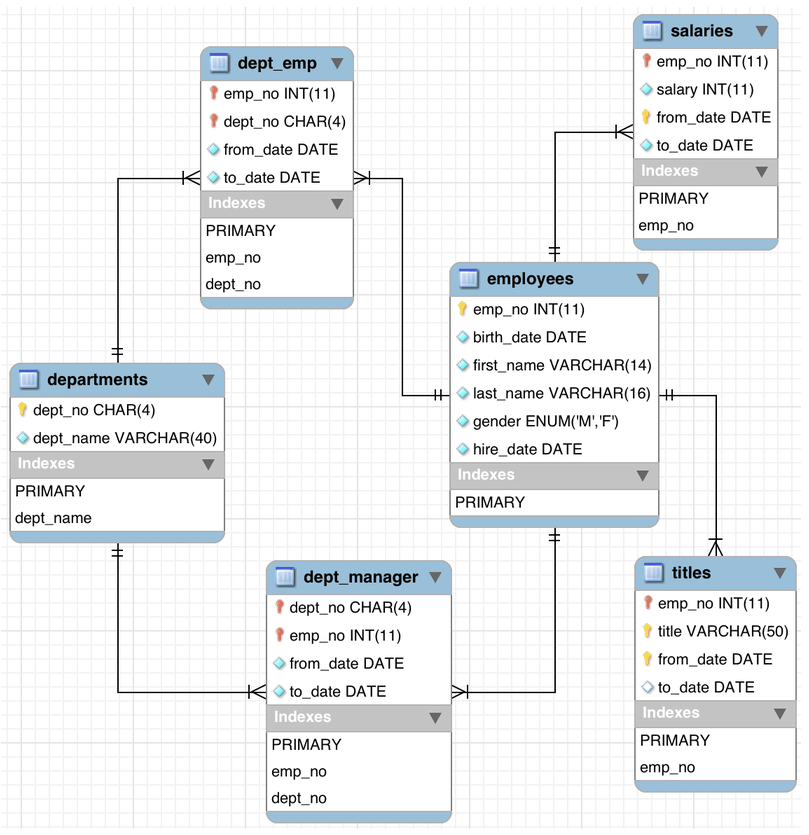 dept_emp
emp_no INT(11)
dept_no CHAR(4)
from_date DATE
to_date DATE
Indexes
PRIMARY
emp_no
dept_no
salaries
emp_no INT(11)
salary INT(11)
from_date DATE
to_date DATE
Indexes
PRIMARY
emp_no
employees
emp_no INT(11)
birth_date DATE
first_name VARCHAR(14)
last_name VARCHAR(16)
gender ENUM('M','F')
hire_date DATE
Indexes
PRIMARY
departments
dept_no CHAR(4)
dept_name VARCHAR(40)
Indexes
PRIMARY
dept_name
dept_manager
dept_no CHAR(4)
emp_no INT(11)
from_date DATE
to_date DATE
Indexes
PRIMARY
emp_no
dept_no
titles
emp_no INT(11)
title VARCHAR(50)
from_date DATE
to_date DATE
Indexes
PRIMARY
emp_no